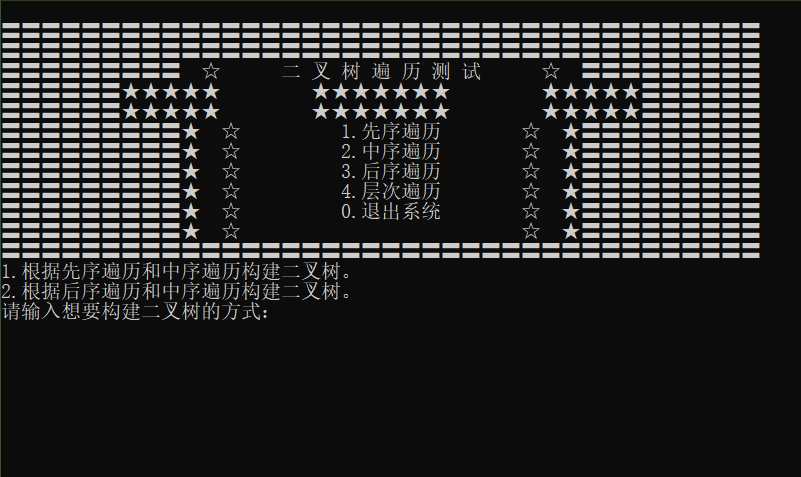 二 叉 树 遍 历 测 试
1.先序遍历
2.中序遍历
3.后序遍历
4.层次遍历
0.退出系统
1.根据先序遍历和中序遍历构建二叉树。
2.根据后序遍历和中序遍历构建二叉树。
请输入想要构建二叉树的方式：